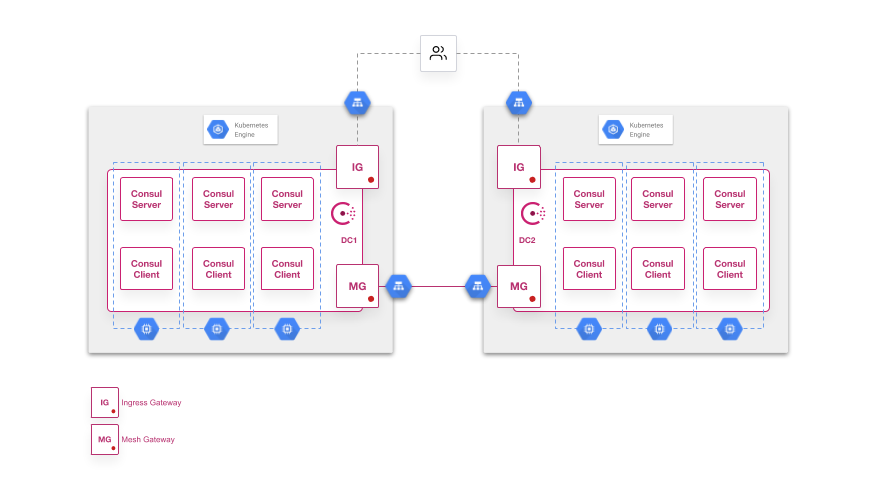 Kubernetes
Engine
IG
Consul
Server
Consul
Server
Consul
Server
DC1
Consul
Client
Consul
Client
Consul
Client
MG
Kubernetes
Engine
IG
Consul
Server
Consul
Server
Consul
Server
DC2
Consul
Client
Consul
Client
Consul
Client
MG
IG Ingress Gateway
MG Mesh Gateway